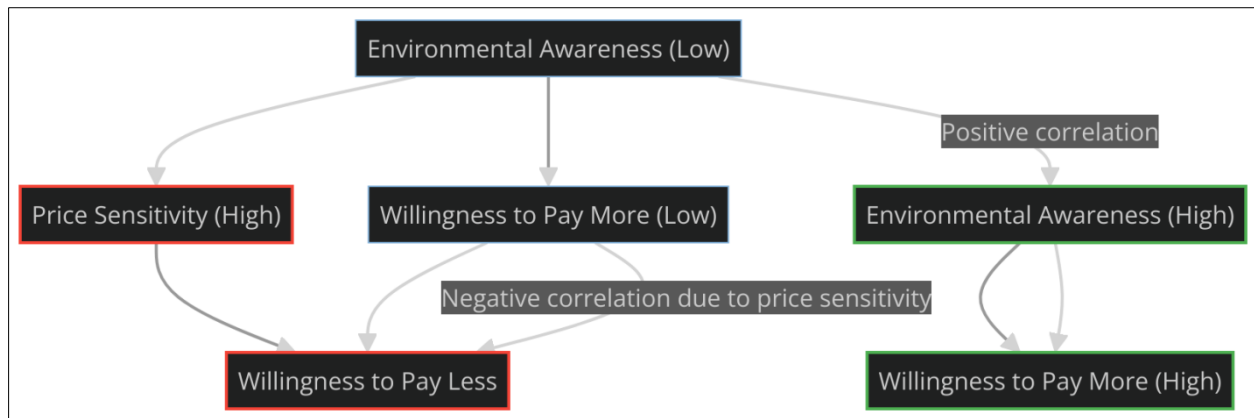 Environmental Awareness (Low)
Positive correlation
Price Sensitivity (High)
Willingness to Pay More (Low)
Environmental Awareness (High)
Negative correlation due to price sensitivity
Willingness to Pay Less
Willingness to Pay More (High)